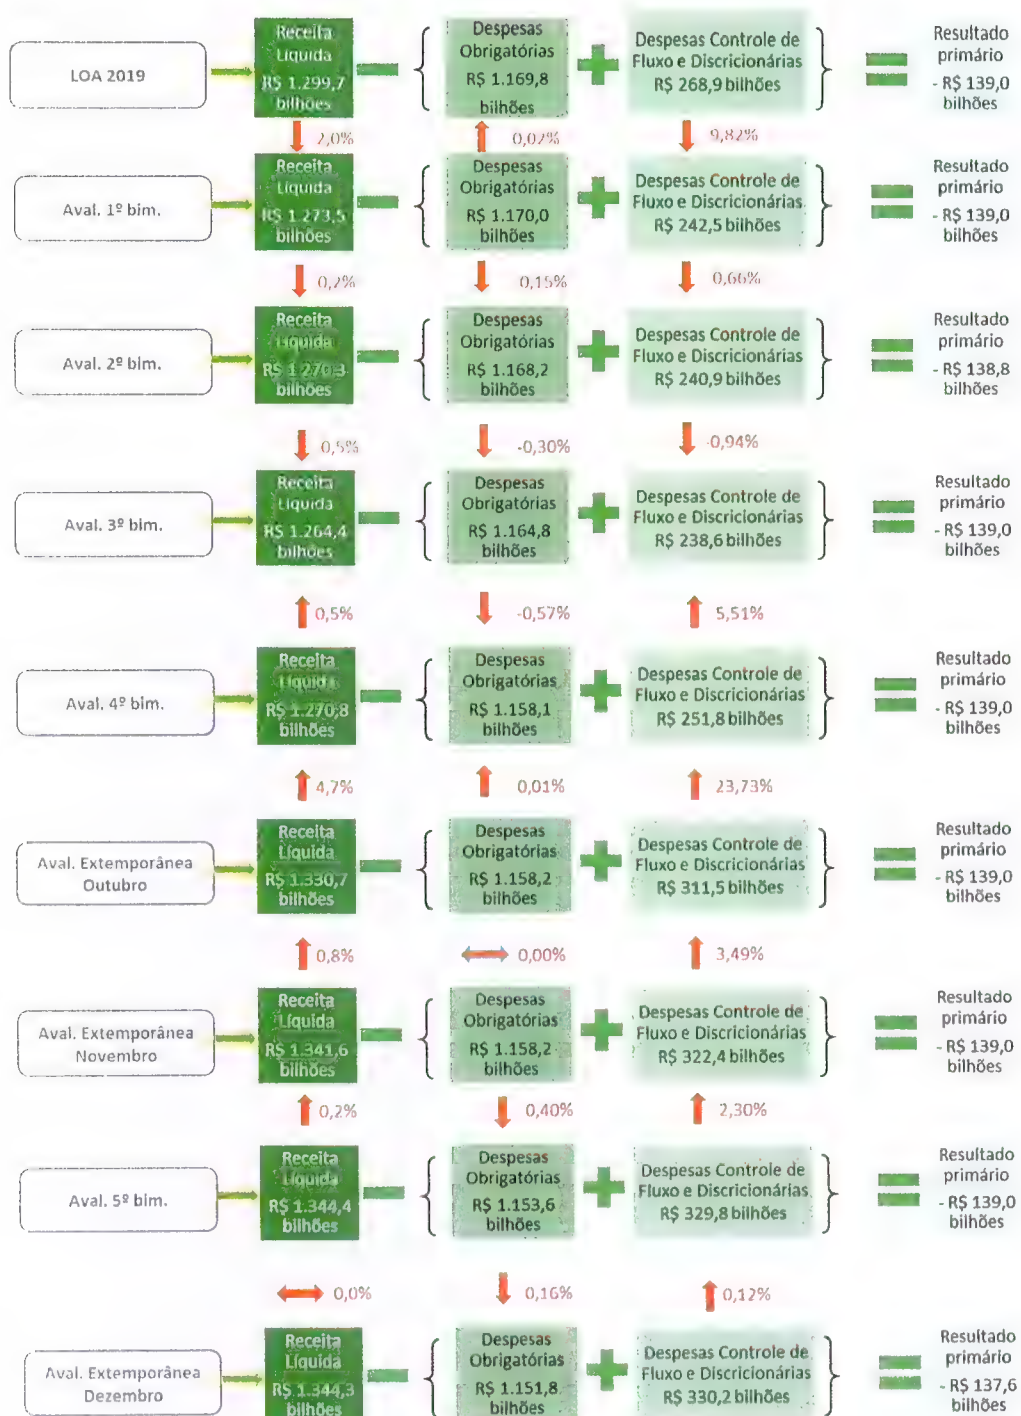 LOA 2019
Receita
Líquida
R$ 1.299,7
bilhões
Despesas
Obrigatórias
R$ 1.169,8
bilhões
Despesas Controle de
Fluxo e Discricionárias
R$ 268,9 bilhões
Resultado
primário
- R$ 139,0
bilhões
2,0%
0,02%
9,82%
Aval. 1º bim.
Receita
Líquida
R$ 1.273,5
bilhões
Despesas
Obrigatórias
R$ 1.170,0
bilhões
Despesas Controle de
Fluxo e Discricionárias
R$ 242,5 bilhões
Resultado
primário
- R$ 139,0
bilhões
0,2%
0,15%
0,66%
Aval. 2º bim.
Receita
Líquida
R$ 1.270,3
bilhões
Despesas
Obrigatórias
R$ 1.168,2
bilhões
Despesas Controle de
Fluxo e Discricionárias
R$ 240,9 bilhões
Resultado
primário
- R$ 138,8
bilhões
0,5%
-0,30%
-0,94%
Aval. 3º bim.
Receita
Líquida
R$ 1.264,4
bilhões
Despesas
Obrigatórias
R$ 1.164,8
bilhões
Despesas Controle de
Fluxo e Discricionárias
R$ 238,6 bilhões
Resultado
primário
- R$ 139,0
bilhões
0,5%
-0,57%
5,51%
Aval. 4º bim.
Receita
Líquida
R$ 1.270,8
bilhões
Despesas
Obrigatórias
R$ 1.158,1
bilhões
Despesas Controle de
Fluxo e Discricionárias
R$ 251,8 bilhões
Resultado
primário
- R$ 139,0
bilhões
4,7%
0,01%
23,73%
Aval. Extemporânea
Outubro
Receita
Líquida
R$ 1.330,7
bilhões
Despesas
Obrigatórias
R$ 1.158,2
bilhões
Despesas Controle de
Fluxo e Discricionárias
R$ 311,5 bilhões
Resultado
primário
- R$ 139,0
bilhões
0,8%
0,00%
3,49%
Aval. Extemporânea
Novembro
Receita
Líquida
R$ 1.341,6
bilhões
Despesas
Obrigatórias
R$ 1.158,2
bilhões
Despesas Controle de
Fluxo e Discricionárias
R$ 322,4 bilhões
Resultado
primário
- R$ 139,0
bilhões
0,2%
0,40%
2,30%
Aval. 5º bim.
Receita
Líquida
R$ 1.344,4
bilhões
Despesas
Obrigatórias
R$ 1.153,6
bilhões
Despesas Controle de
Fluxo e Discricionárias
R$ 329,8 bilhões
Resultado
primário
- R$ 139,0
bilhões
0,0%
0,16%
0,12%
Aval. Extemporânea
Dezembro
Receita
Líquida
R$ 1.344,3
bilhões
Despesas
Obrigatórias
R$ 1.151,8
bilhões
Despesas Controle de
Fluxo e Discricionárias
R$ 330,2 bilhões
Resultado
primário
- R$ 137,6
bilhões